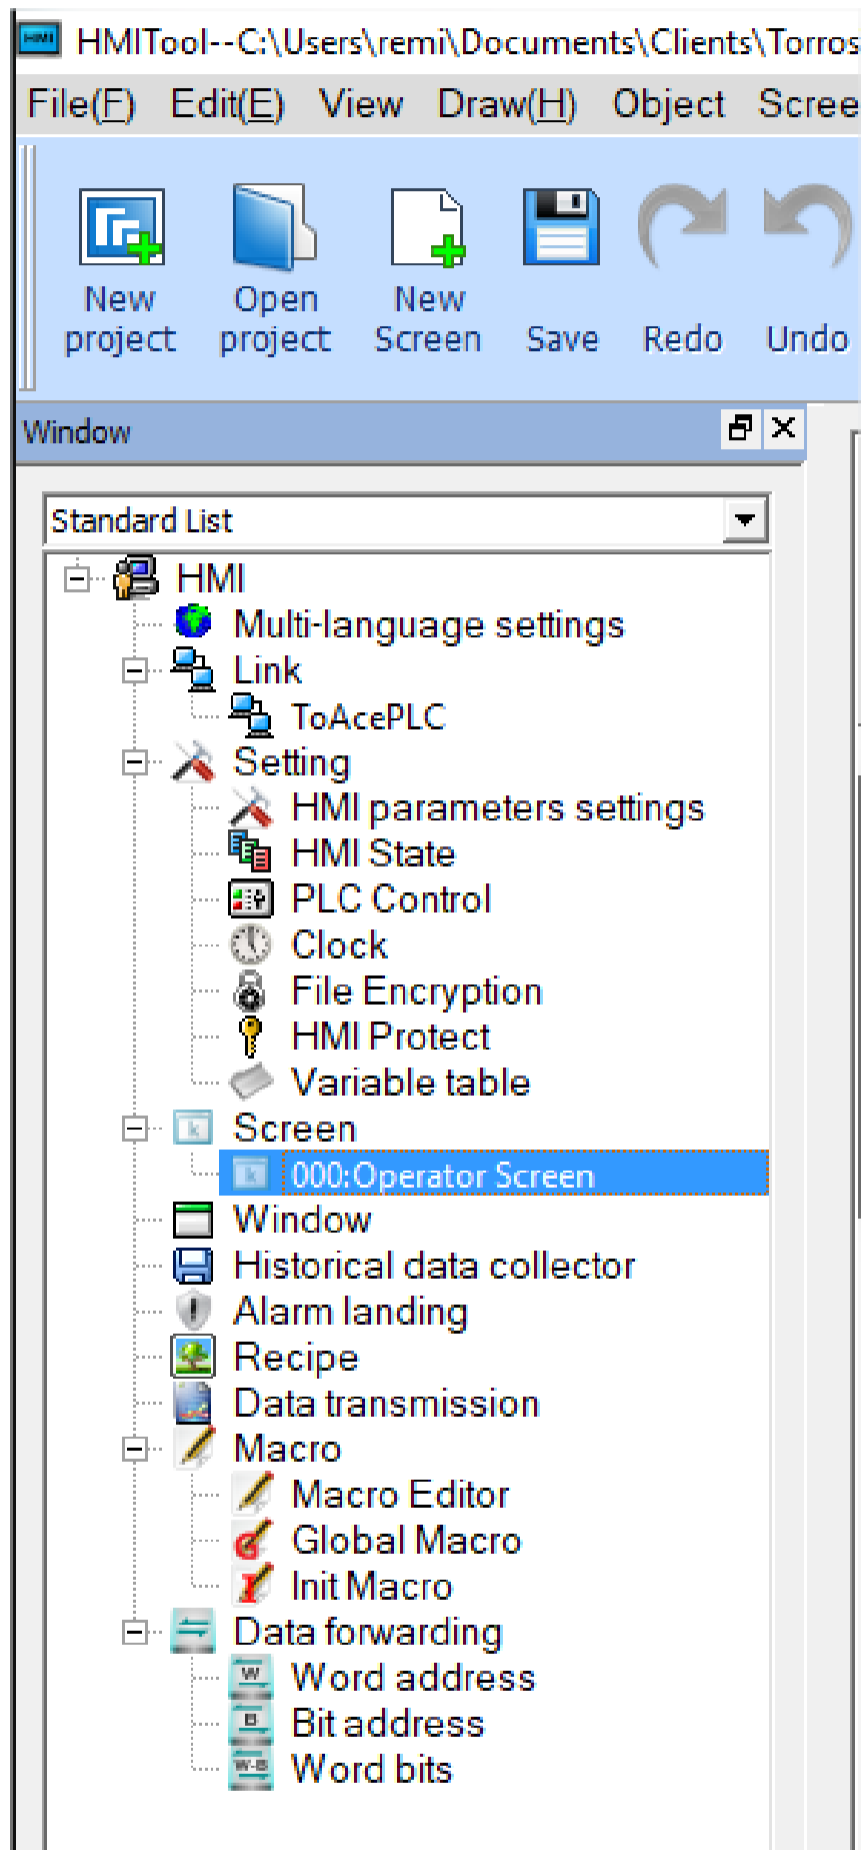 HMITool--C:\Users\remi\Documents\Clients\Torros
File(F) Edit(E) View Draw(H) Object Scree
New project
Open project
New Screen
Save
Redo
Undo
Window
Standard List
HMI
Multi-language settings
Link
ToAcePLC
Setting
HMI parameters settings
HMI State
PLC Control
Clock
File Encryption
HMI Protect
Variable table
Screen
000:Operator Screen
Window
Historical data collector
Alarm landing
Recipe
Data transmission
Macro
Macro Editor
Global Macro
Init Macro
Data forwarding
Word address
Bit address
Word bits